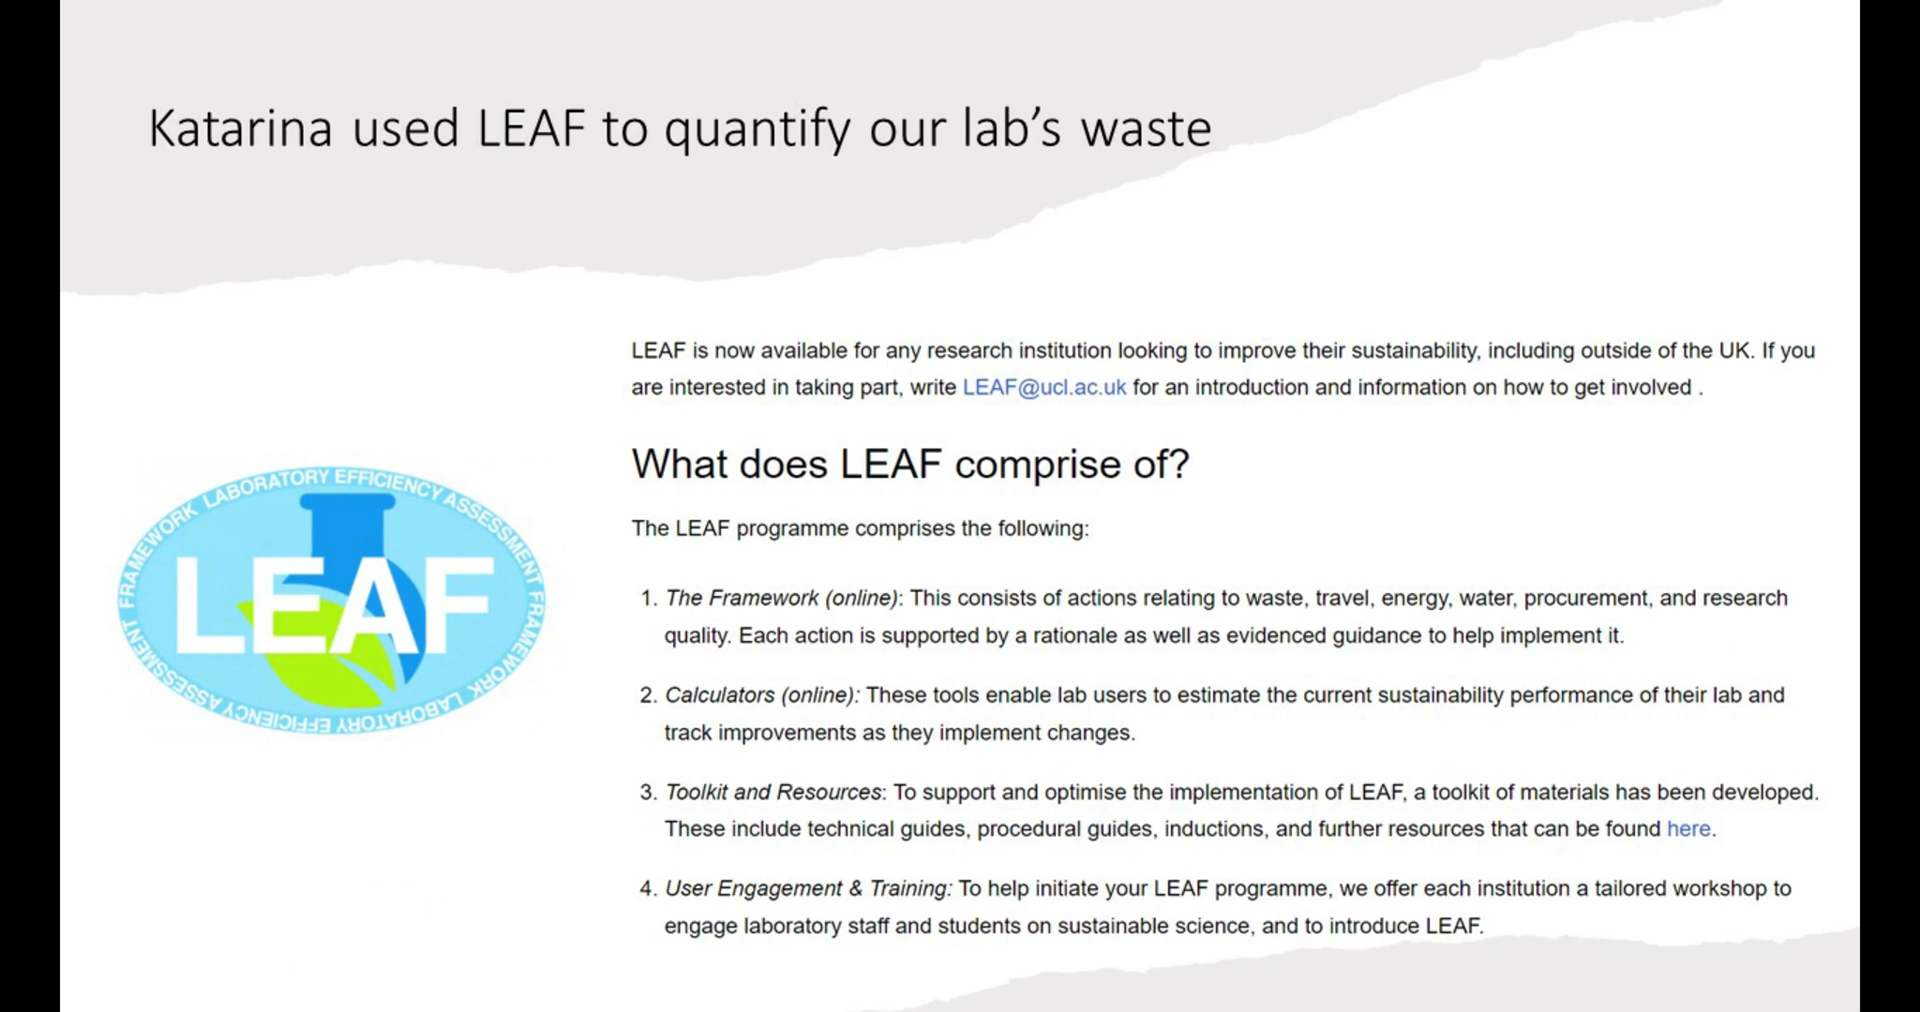 Katarina used LEAF to quantify our lab's waste
LEAF is now available for any research institution looking to improve their sustainability, including outside of the UK. If you
are interested in taking part, write LEAF@ucl.ac.uk for an introduction and information on how to get involved .
What does LEAF comprise of?
The LEAF programme comprises the following:
1. The Framework (online): This consists of actions relating to waste, travel, energy, water, procurement, and research
quality. Each action is supported by a rationale as well as evidenced guidance to help implement it.
2. Calculators (online): These tools enable lab users to estimate the current sustainability performance of their lab and
track improvements as they implement changes.
3. Toolkit and Resources: To support and optimise the implementation of LEAF, a toolkit of materials has been developed.
These include technical guides, procedural guides, inductions, and further resources that can be found here.
4. User Engagement & Training: To help initiate your LEAF programme, we offer each institution a tailored workshop to
engage laboratory staff and students on sustainable science, and to introduce LEAF.
LABORATORY EFFICIENCY ASSESSMENT FRAMEWORK
LABORATORY EFFICIENCY ASSESSMENT FRAMEWORK
LEAF